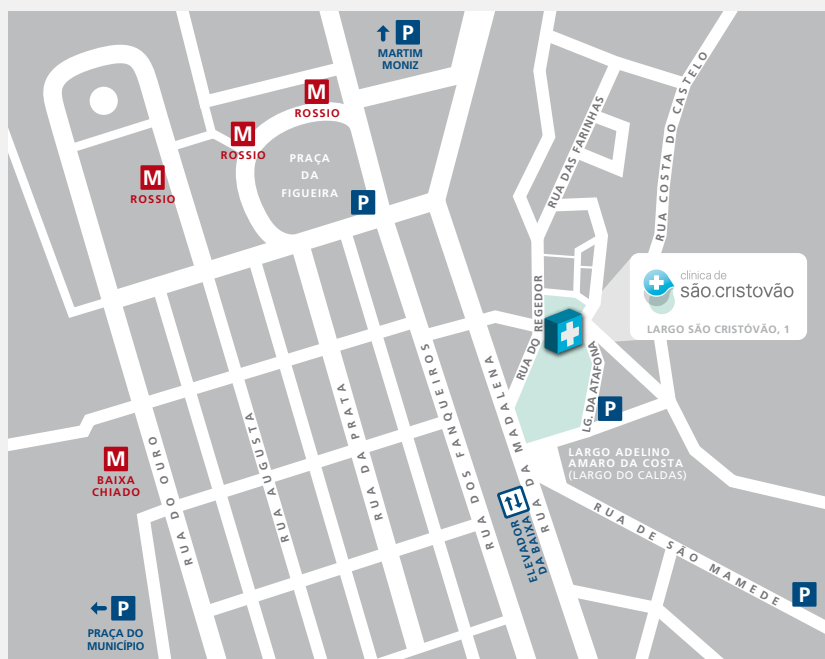 P
MARTIM
MONIZ
M
ROSSIO
M
ROSSIO
M
ROSSIO
PRAÇA
DA
FIGUEIRA
P
RUA DAS FARINHAS
RUA COSTA DO CASTELO
clínica de
são.cristovão
LARGO SÃO CRISTÓVÃO, 1
RUA DO REGEDOR
LG. DA ATAFONA
P
LARGO ADELINO
AMARO DA COSTA
(LARGO DO CALDAS)
M
BAIXA
CHIADO
RUA DO OURO
RUA AUGUSTA
RUA DA PRATA
RUA DOS FANQUEIROS
RUA DA MADALENA
ELEVADOR
DA BAIXA
RUA DE SÃO MAMEDE
P
P
PRAÇA DO
MUNICÍPIO